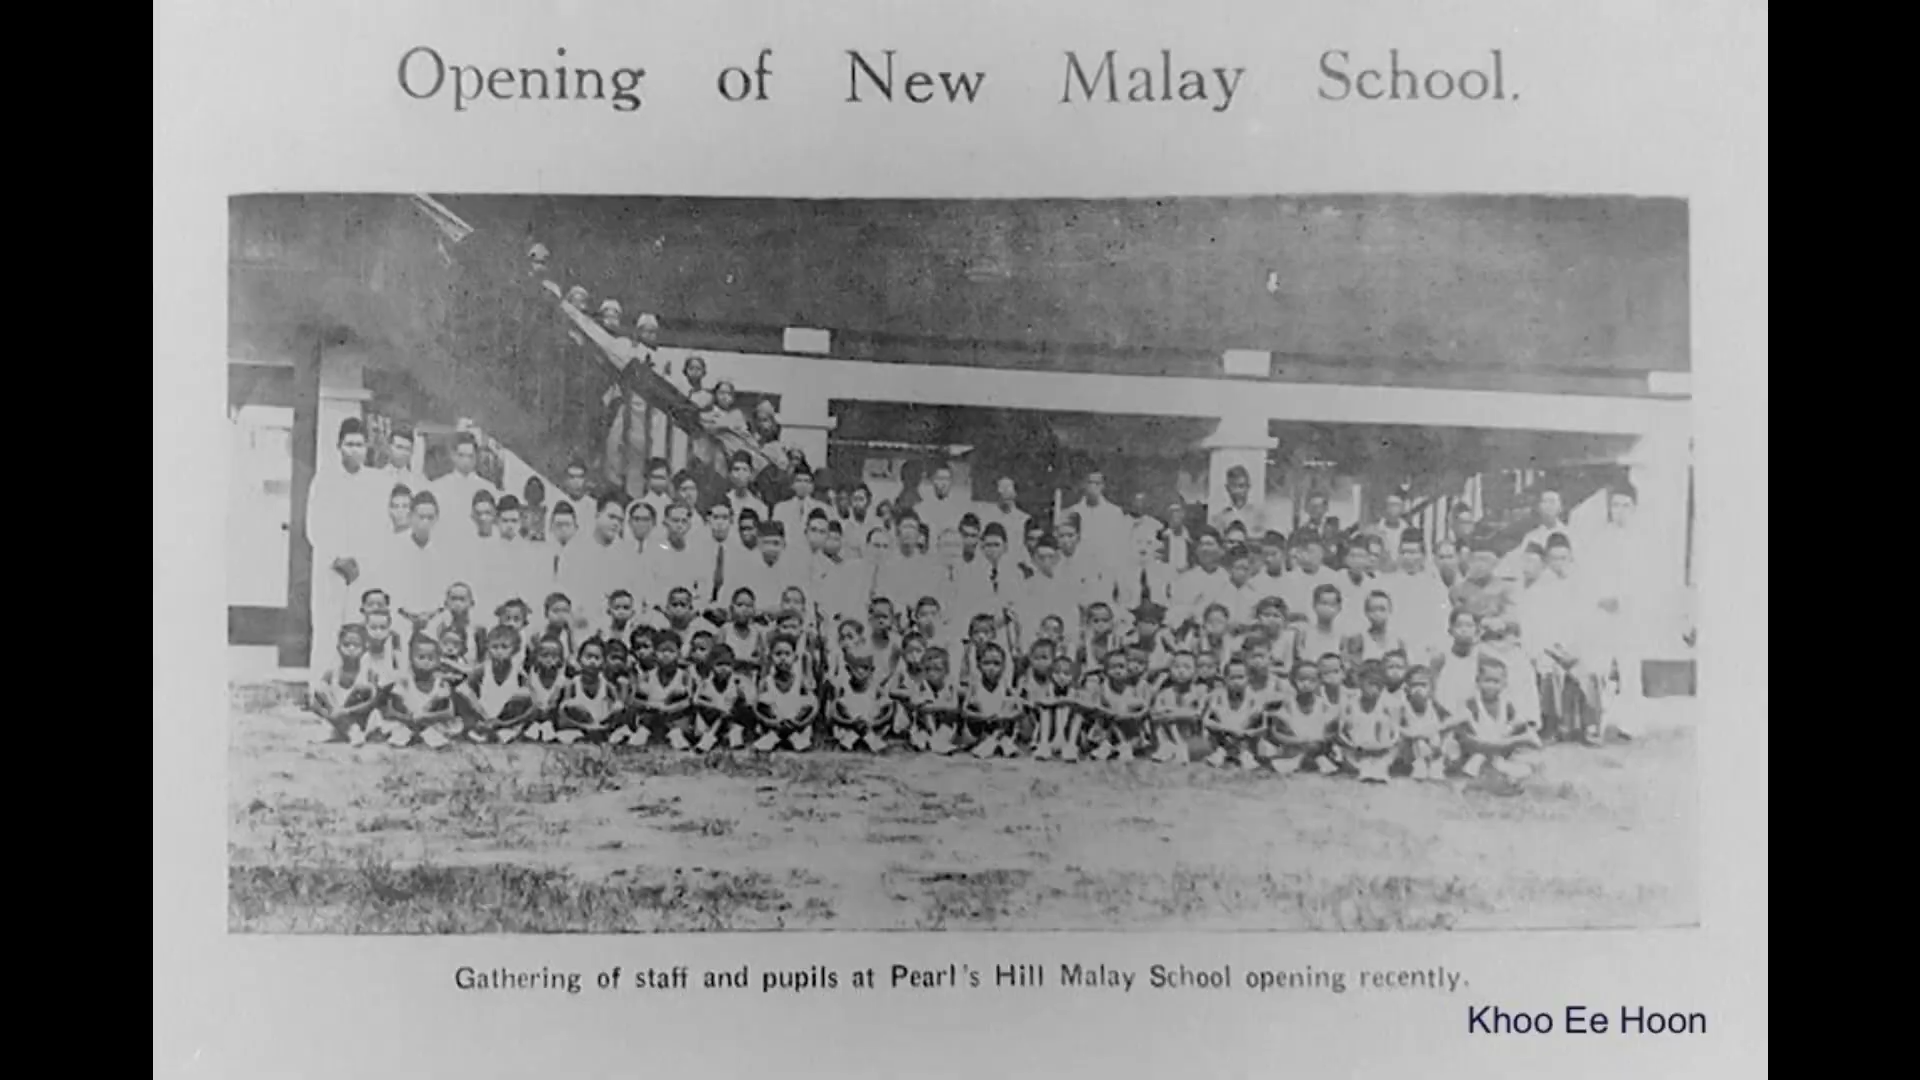 Opening of New Malay School.
Gathering of staff and pupils at Pearl's Hill Malay School opening recently.
Khoo Ee Hoon